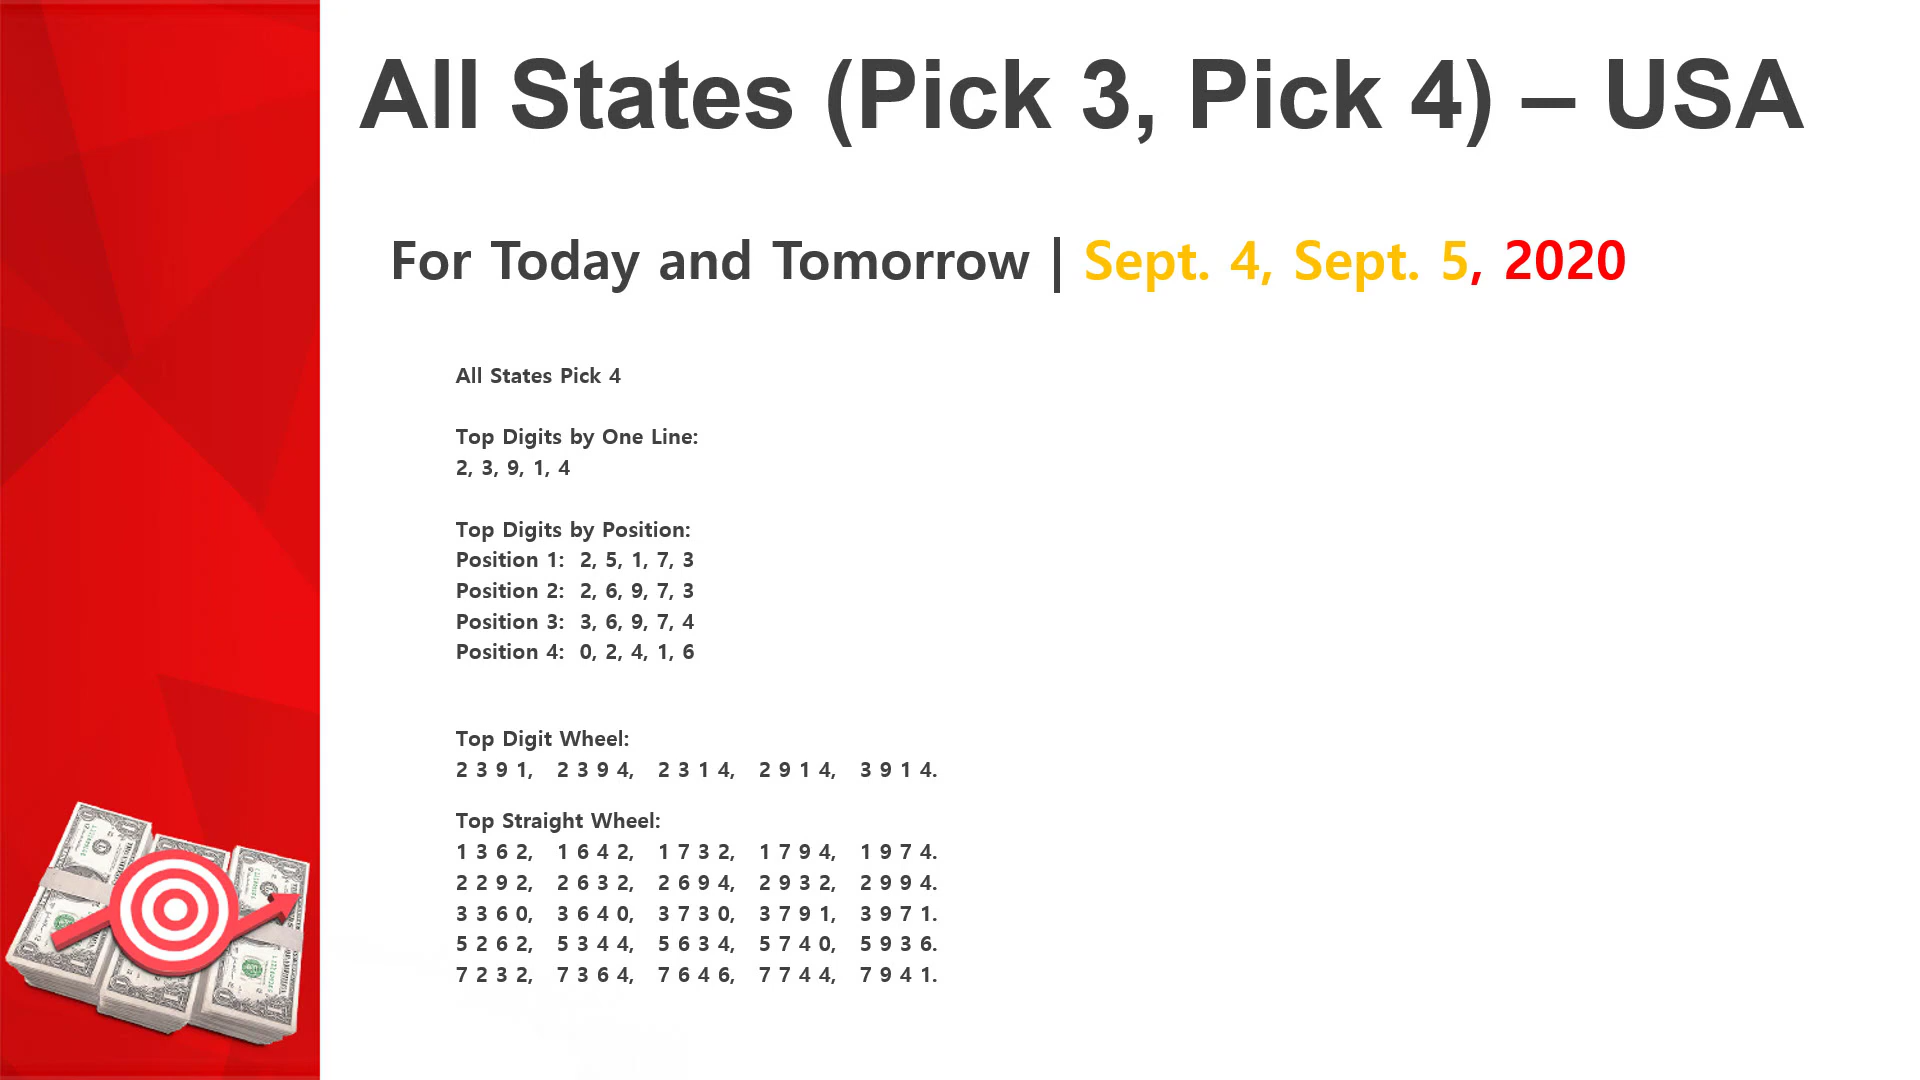 All States (Pick 3, Pick 4) – USA
For Today and Tomorrow | Sept. 4, Sept. 5, 2020
All States Pick 4
Top Digits by One Line:
2, 3, 9, 1, 4
Top Digits by Position:
Position 1:  2, 5, 1, 7, 3
Position 2:  2, 6, 9, 7, 3
Position 3:  3, 6, 9, 7, 4
Position 4:  0, 2, 4, 1, 6
Top Digit Wheel:
2 3 9 1,   2 3 9 4,   2 3 1 4,   2 9 1 4,   3 9 1 4.
Top Straight Wheel:
1 3 6 2,   1 6 4 2,   1 7 3 2,   1 7 9 4,   1 9 7 4.
2 2 9 2,   2 6 3 2,   2 6 9 4,   2 9 3 2,   2 9 9 4.
3 3 6 0,   3 6 4 0,   3 7 3 0,   3 7 9 1,   3 9 7 1.
5 2 6 2,   5 3 4 4,   5 6 3 4,   5 7 4 0,   5 9 3 6.
7 2 3 2,   7 3 6 4,   7 6 4 6,   7 7 4 4,   7 9 4 1.